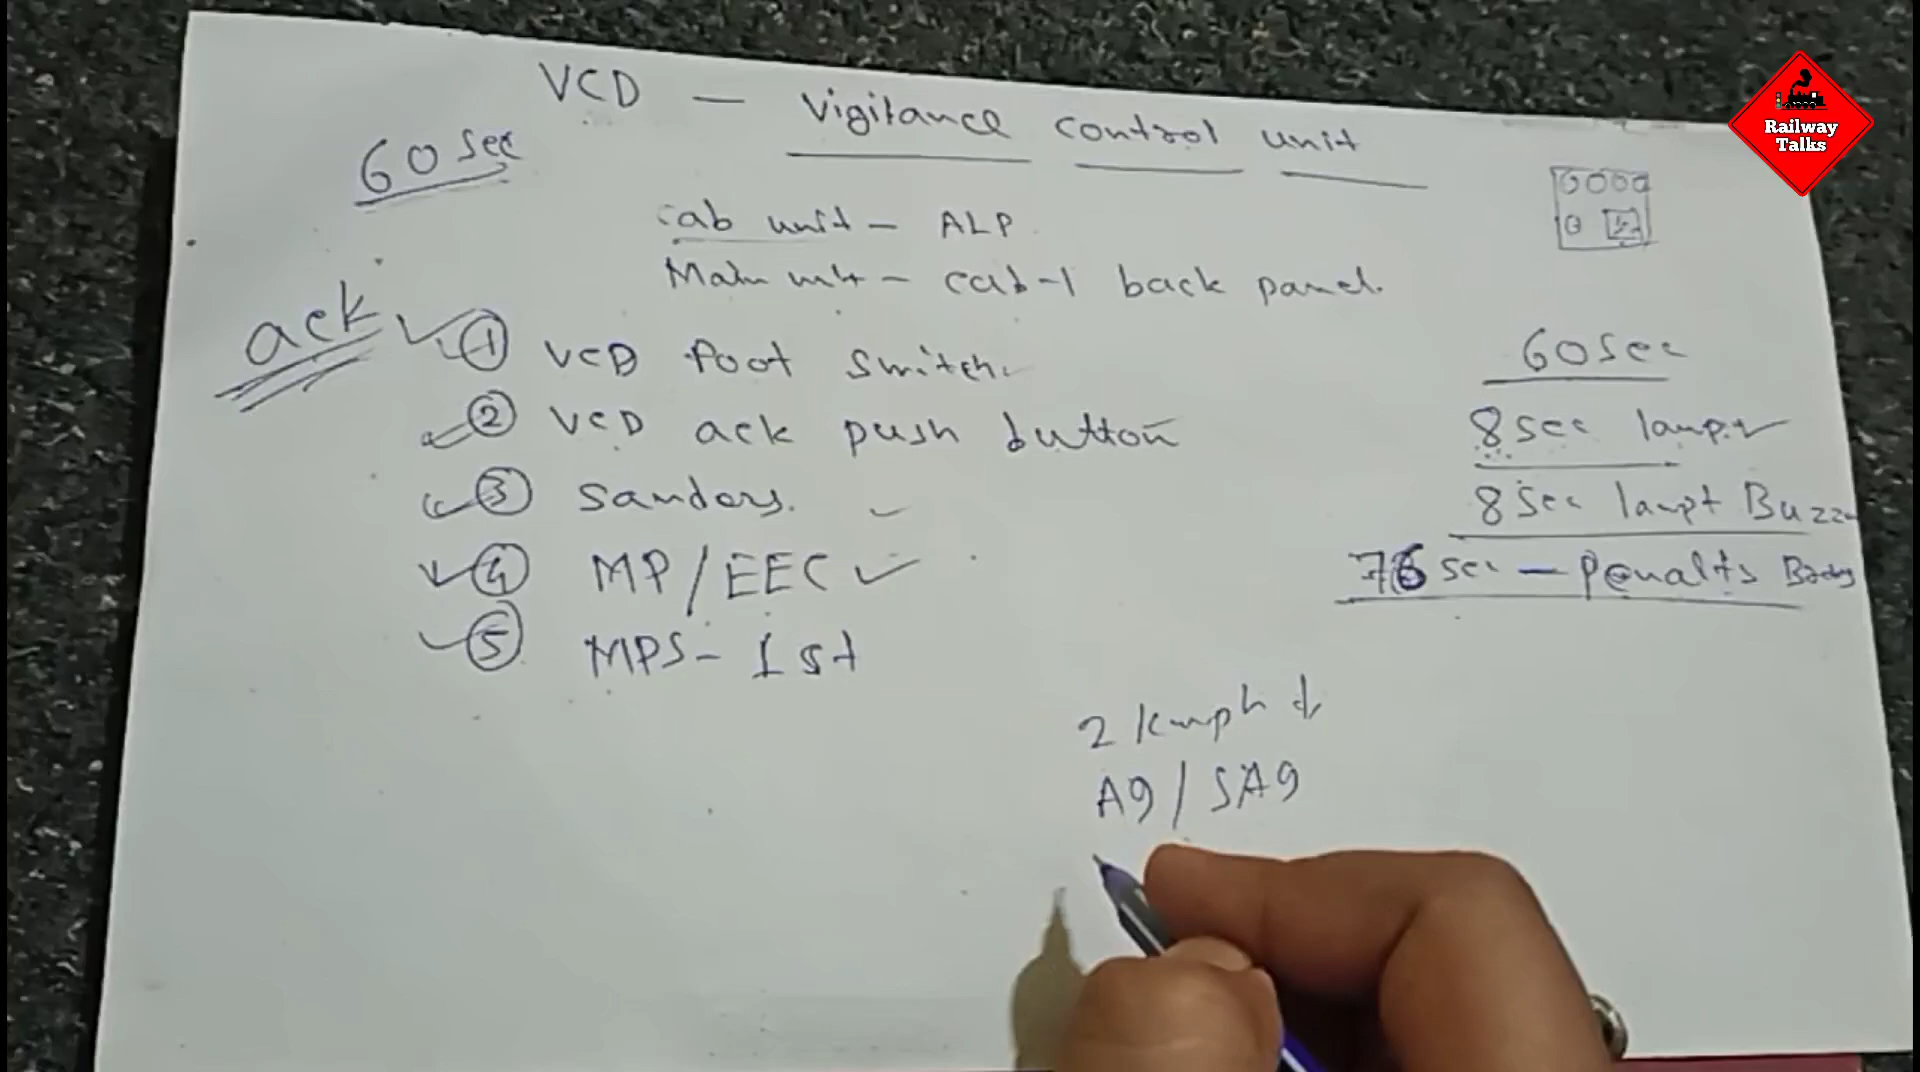 VCD - Vigilance control unit
60 sec
cab unit - ALP
Main unit - cab-1 back panel.
ack
1 VCD foot switch.
2 VCD ack push button
3 Sanders.
4 MP/EEC
5 MPS - 1st
60 sec
8 sec lamp
8 sec lamp+ Buzz
76 sec - Penalty
2 kmph ↓
A9/SA9
Railway
Talks